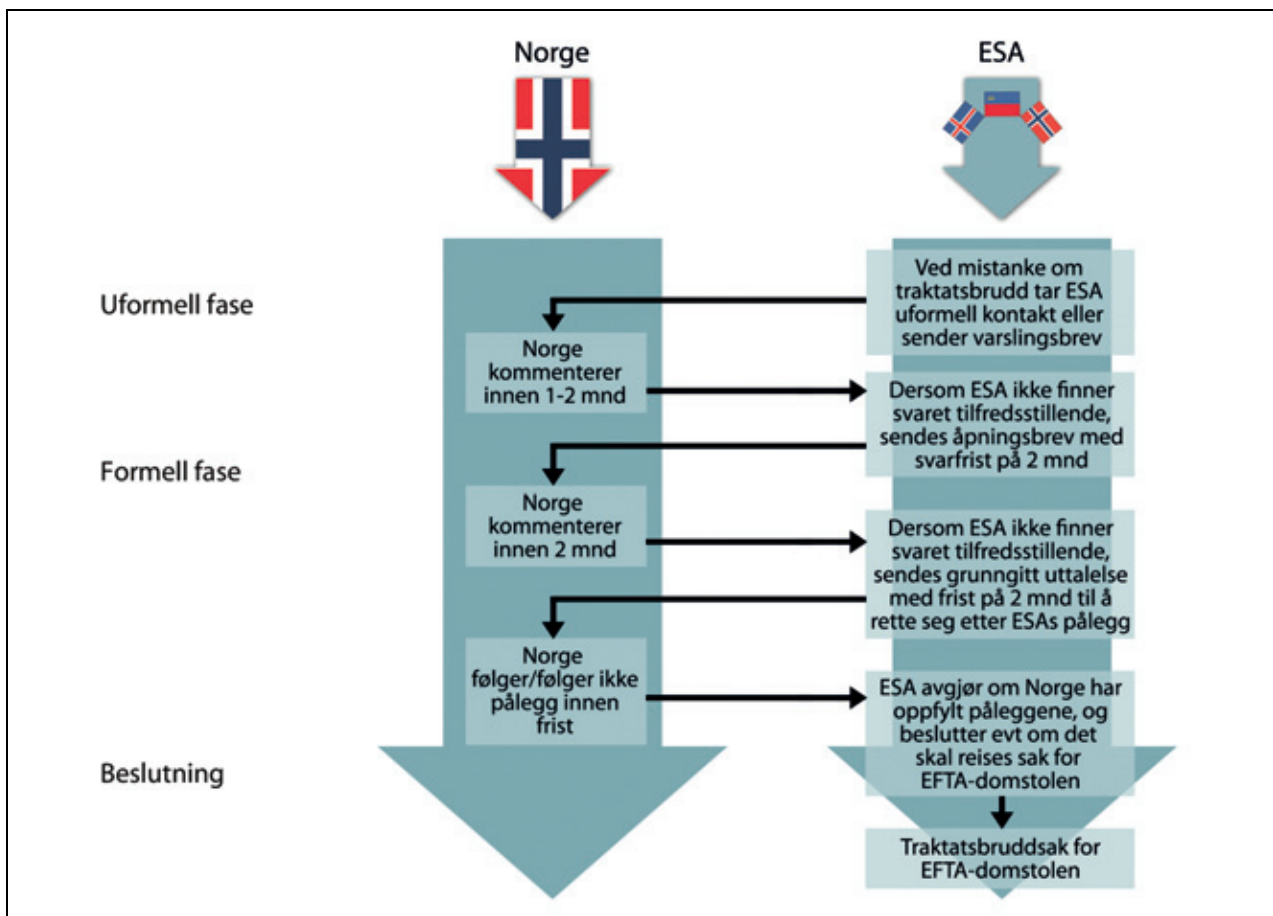 Norge
ESA
Uformell fase
Ved mistanke om
traktatsbrudd tar ESA
uformell kontakt eller
sender varslingsbrev
Norge
kommenterer
innen 1-2 mnd
Dersom ESA ikke finner
svaret tilfredsstillende,
sendes åpningsbrev med
svarfrist på 2 mnd
Formell fase
Norge
kommenterer
innen 2 mnd
Dersom ESA ikke finner
svaret tilfredsstillende,
sendes grunngitt uttalelse
med frist på 2 mnd til å
rette seg etter ESAs pålegg
Norge
følger/følger ikke
pålegg innen
frist
ESA avgjør om Norge har
oppfylt påleggene, og
beslutter evt om det
skal reises sak for
EFTA-domstolen
Beslutning
Traktatsbruddsak for
EFTA-domstolen